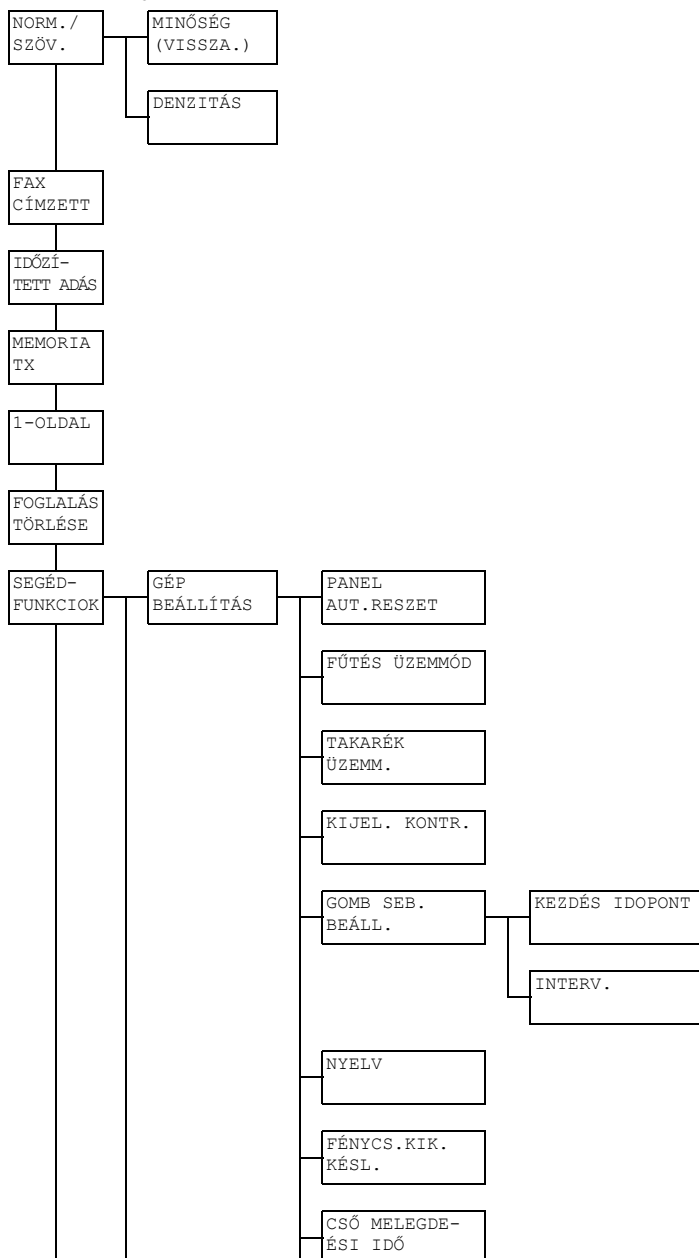 NORM./
SZÖV.
MINŐSÉG
(VISSZA.)
DENZITÁS
FAX
CÍMZETT
IDŐZÍ-
TETT ADÁS
MEMORIA
TX
1-OLDAL
FOGLALÁS
TÖRLÉSE
SEGÉD-
FUNKCIOK
GÉP
BEÁLLÍTÁS
PANEL
AUT.RESZET
FŰTÉS ÜZEMMÓD
TAKARÉK
ÜZEMM.
KIJEL. KONTR.
GOMB SEB.
BEÁLL.
KEZDÉS IDOPONT
INTERV.
NYELV
FÉNYCS.KIK.
KÉSL.
CSŐ MELEGDE-
ÉSI IDŐ